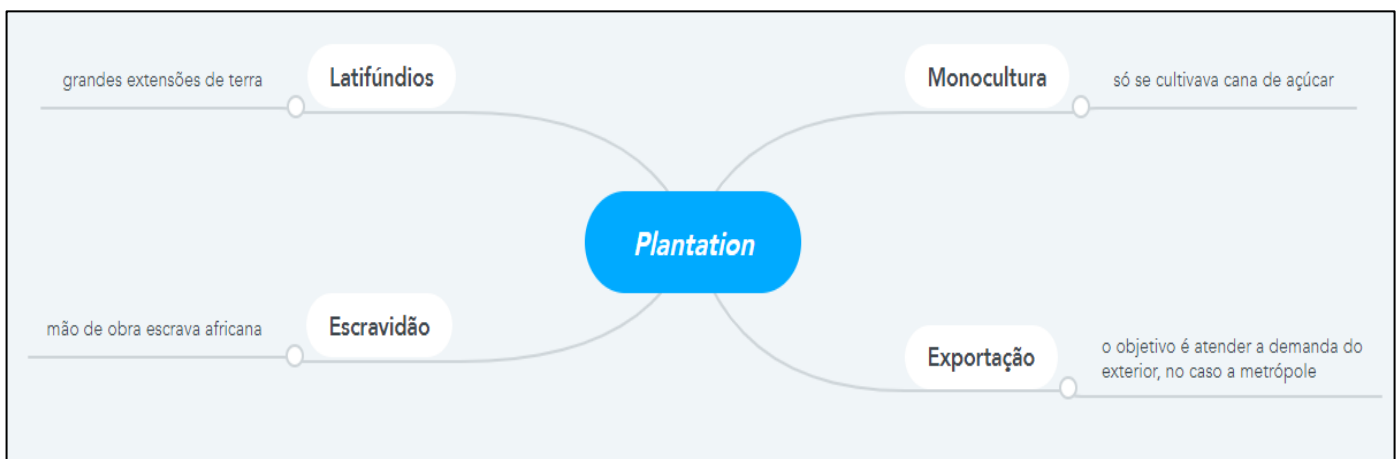 grandes extensões de terra
Latifúndios
Monocultura
só se cultivava cana de açúcar
Plantation
mão de obra escrava africana
Escravidão
Exportação
o objetivo é atender a demanda do
exterior, no caso a metrópole